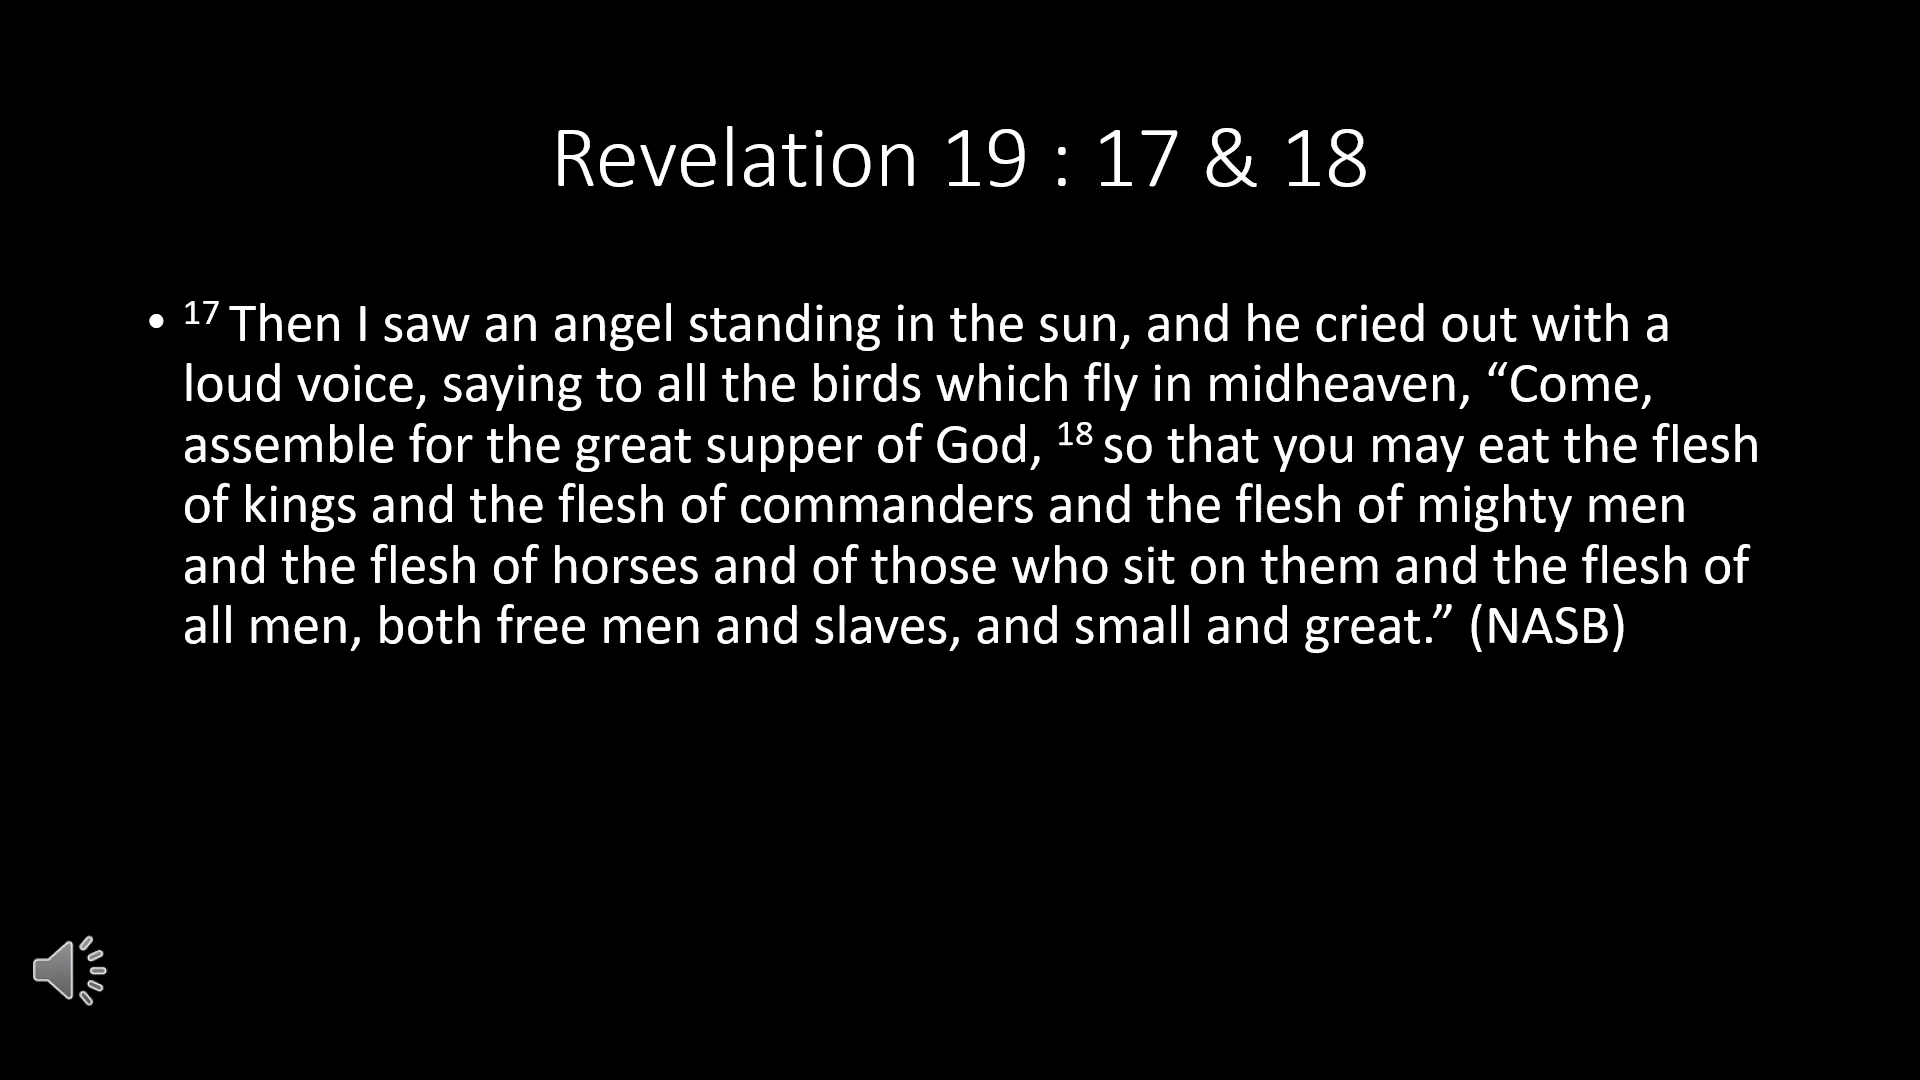 Revelation 19 : 17 & 18
• 17 Then I saw an angel standing in the sun, and he cried out with a
loud voice, saying to all the birds which fly in midheaven, “Come,
assemble for the great supper of God, 18 so that you may eat the flesh
of kings and the flesh of commanders and the flesh of mighty men
and the flesh of horses and of those who sit on them and the flesh of
all men, both free men and slaves, and small and great.” (NASB)